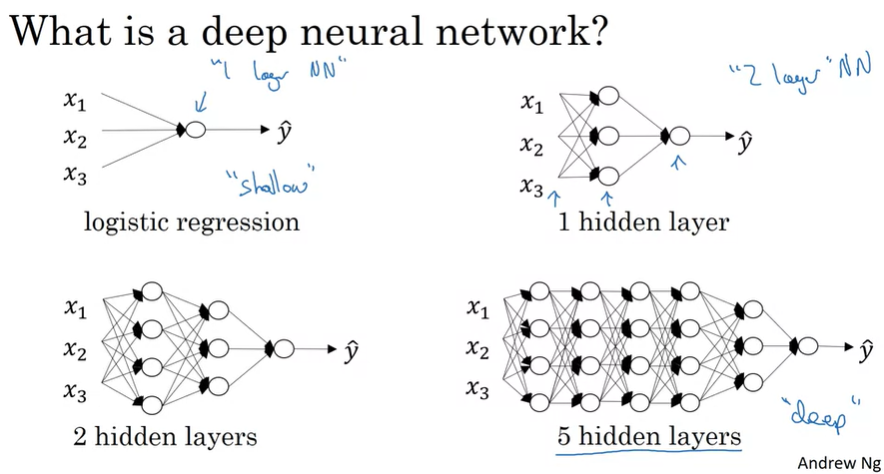 What is a deep neural network?
"1 layer NN"
x₁
x₂
x₃
ŷ
"shallow"
logistic regression
"2 layer" NN
x₁
x₂
x₃
ŷ
1 hidden layer
x₁
x₂
x₃
ŷ
2 hidden layers
x₁
x₂
x₃
ŷ
"deep"
5 hidden layers
Andrew Ng